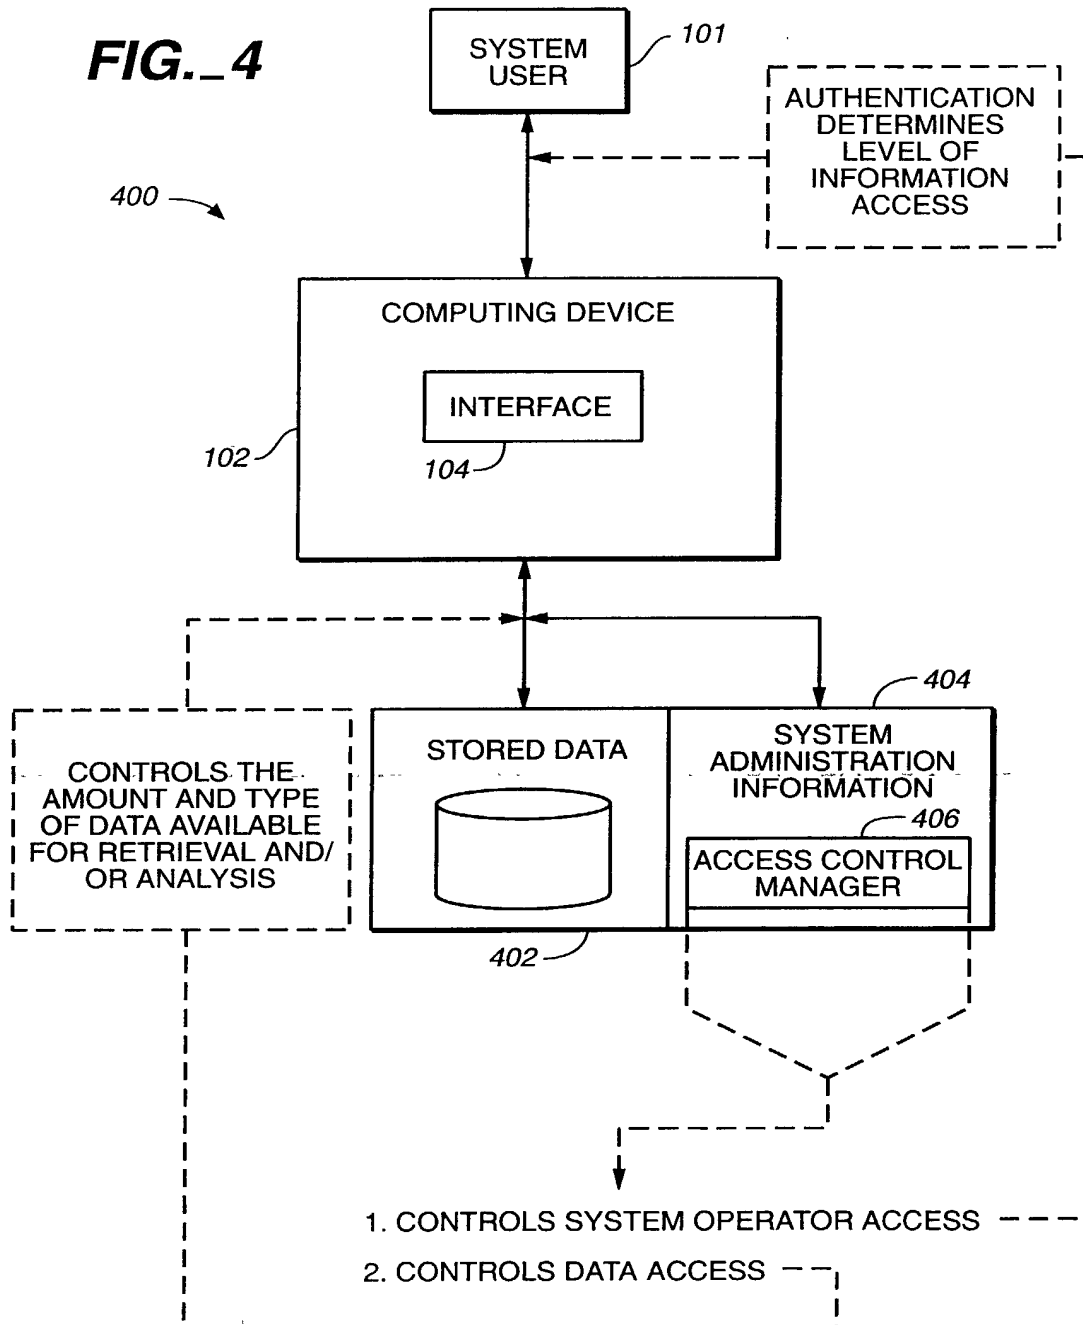 FIG._4
SYSTEM
USER
101
AUTHENTICATION
DETERMINES
LEVEL OF
INFORMATION
ACCESS
400
COMPUTING DEVICE
INTERFACE
102
104
404
STORED DATA
SYSTEM
ADMINISTRATION
INFORMATION
CONTROLS THE
AMOUNT AND TYPE
OF DATA AVAILABLE
FOR RETRIEVAL AND/
OR ANALYSIS
406
ACCESS CONTROL
MANAGER
402
1. CONTROLS SYSTEM OPERATOR ACCESS
2. CONTROLS DATA ACCESS